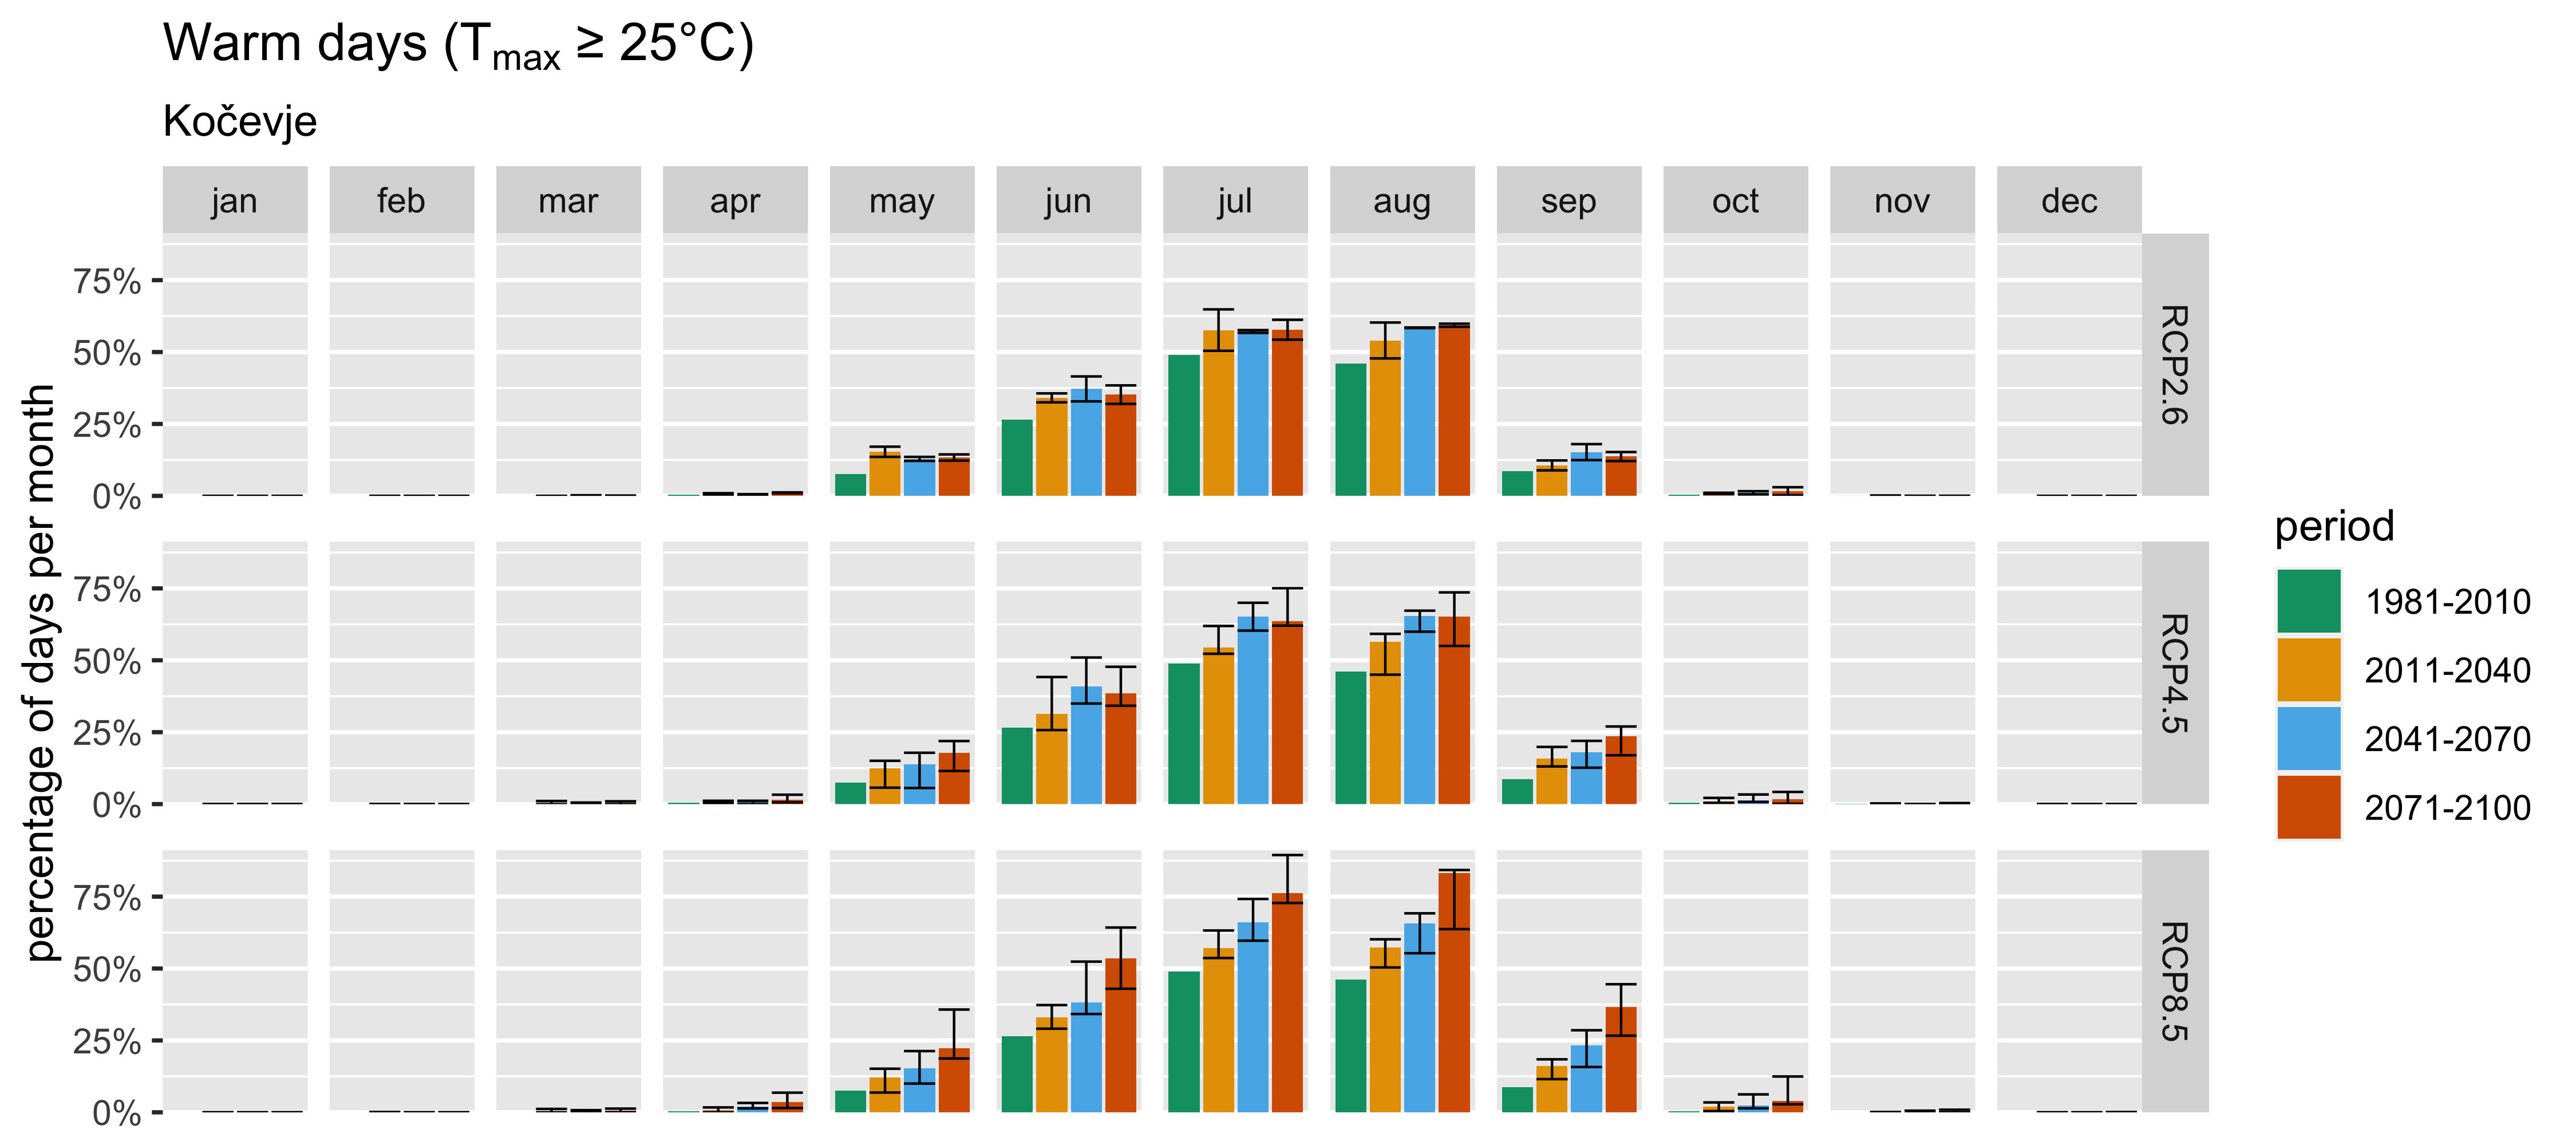 Warm days (Tmax ≥ 25°C)
Kočevje
jan feb mar apr may jun jul aug sep oct nov dec
percentage of days per month
75%
50%
25%
0%
RCP2.6
75%
50%
25%
0%
RCP4.5
75%
50%
25%
0%
RCP8.5
period
1981-2010
2011-2040
2041-2070
2071-2100